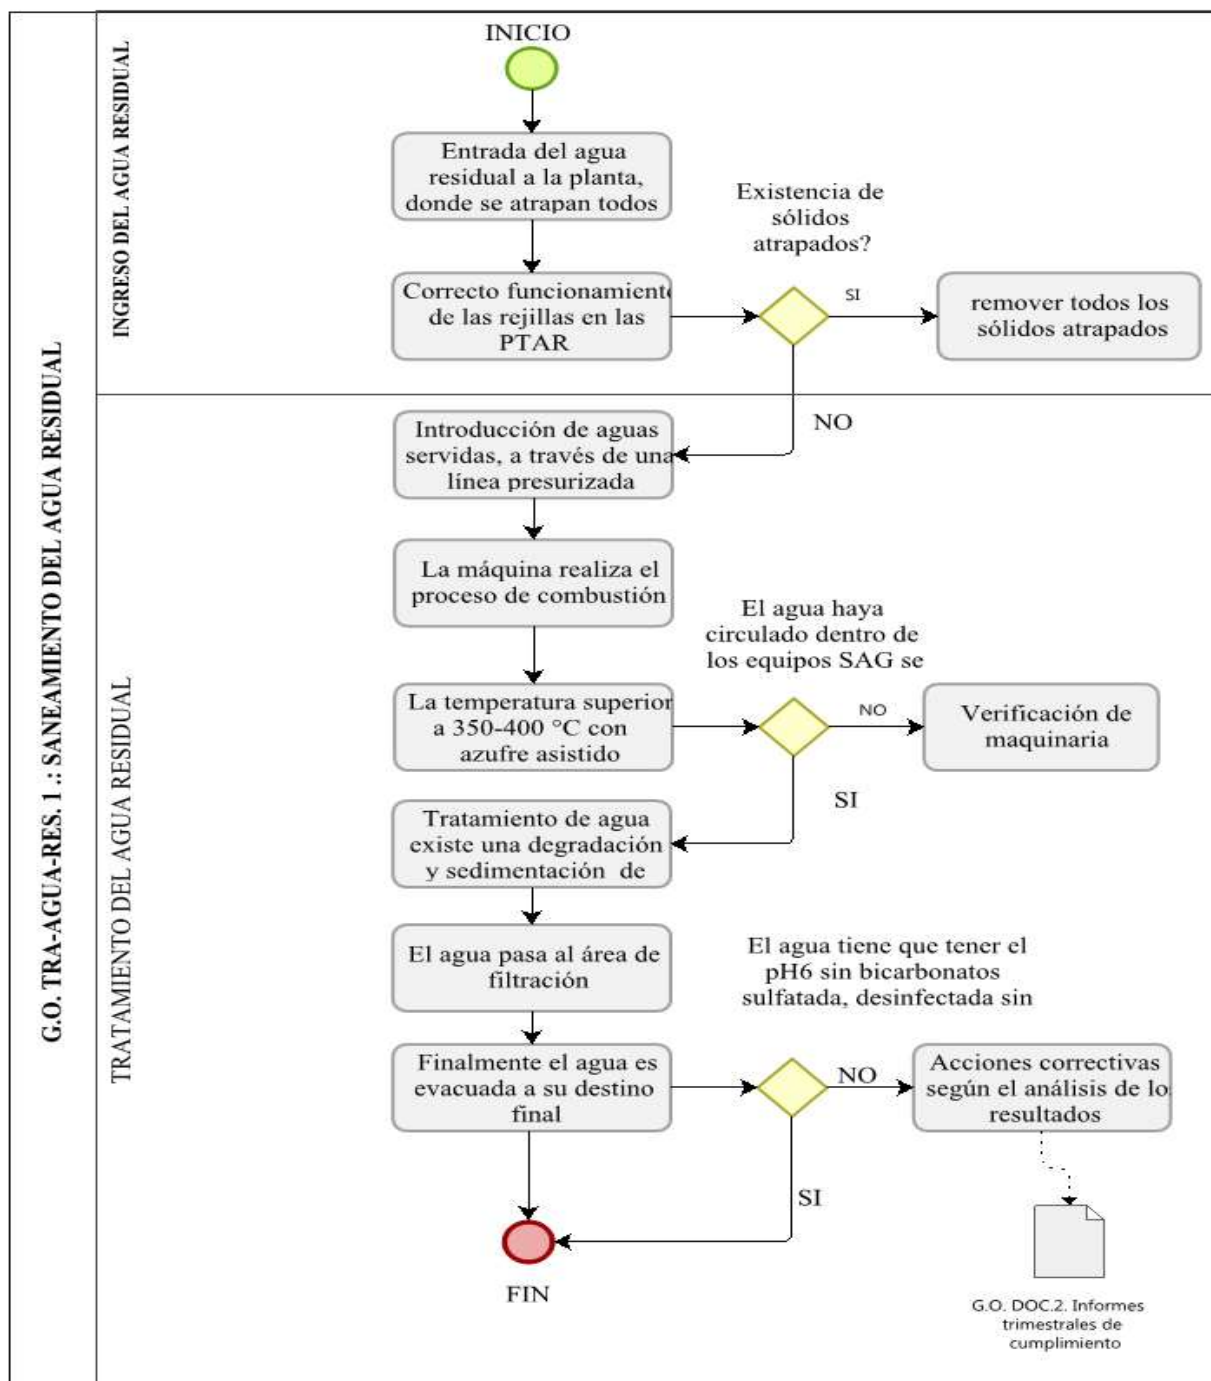 G.O. TRA-AGUA-RES. 1 .: SANEAMIENTO DEL AGUA RESIDUAL
INGRESO DEL AGUA RESIDUAL
INICIO
Entrada del agua
residual a la planta,
donde se atrapan todos
Correcto funcionamiento
de las rejillas en las
PTAR
Existencia de
sólidos
atrapados?
SI
remover todos los
sólidos atrapados
NO
TRATAMIENTO DEL AGUA RESIDUAL
Introducción de aguas
servidas, a través de una
línea presurizada
La máquina realiza el
proceso de combustión
La temperatura superior
a 350-400 °C con
azufre asistido
El agua haya
circulado dentro de
los equipos SAG se
NO
Verificación de
maquinaria
SI
Tratamiento de agua
existe una degradación
y sedimentación de
El agua pasa al área de
filtración
El agua tiene que tener el
pH6 sin bicarbonatos
sulfatada, desinfectada sin
Finalmente el agua es
evacuada a su destino
final
NO
Acciones correctivas
según el análisis de los
resultados
SI
FIN
G.O. DOC.2. Informes
trimestrales de
cumplimiento